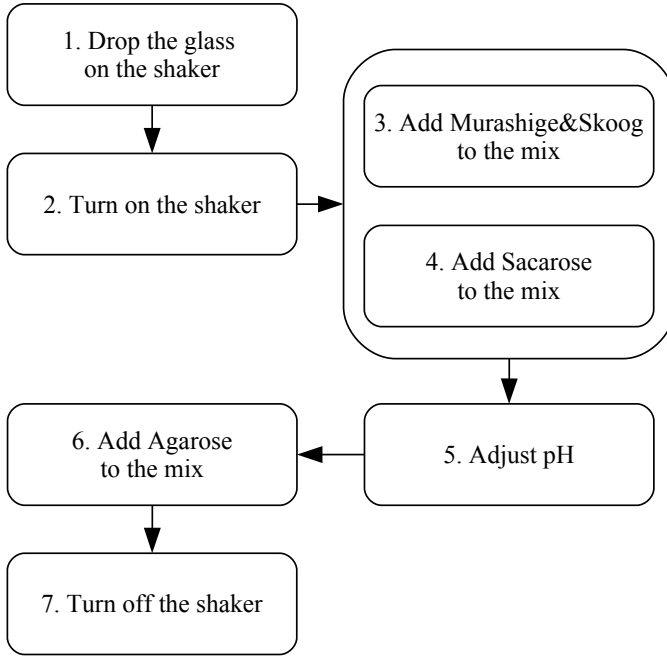 1. Drop the glass
on the shaker
2. Turn on the shaker
3. Add Murashige&Skoog
to the mix
4. Add Sacarose
to the mix
5. Adjust pH
6. Add Agarose
to the mix
7. Turn off the shaker